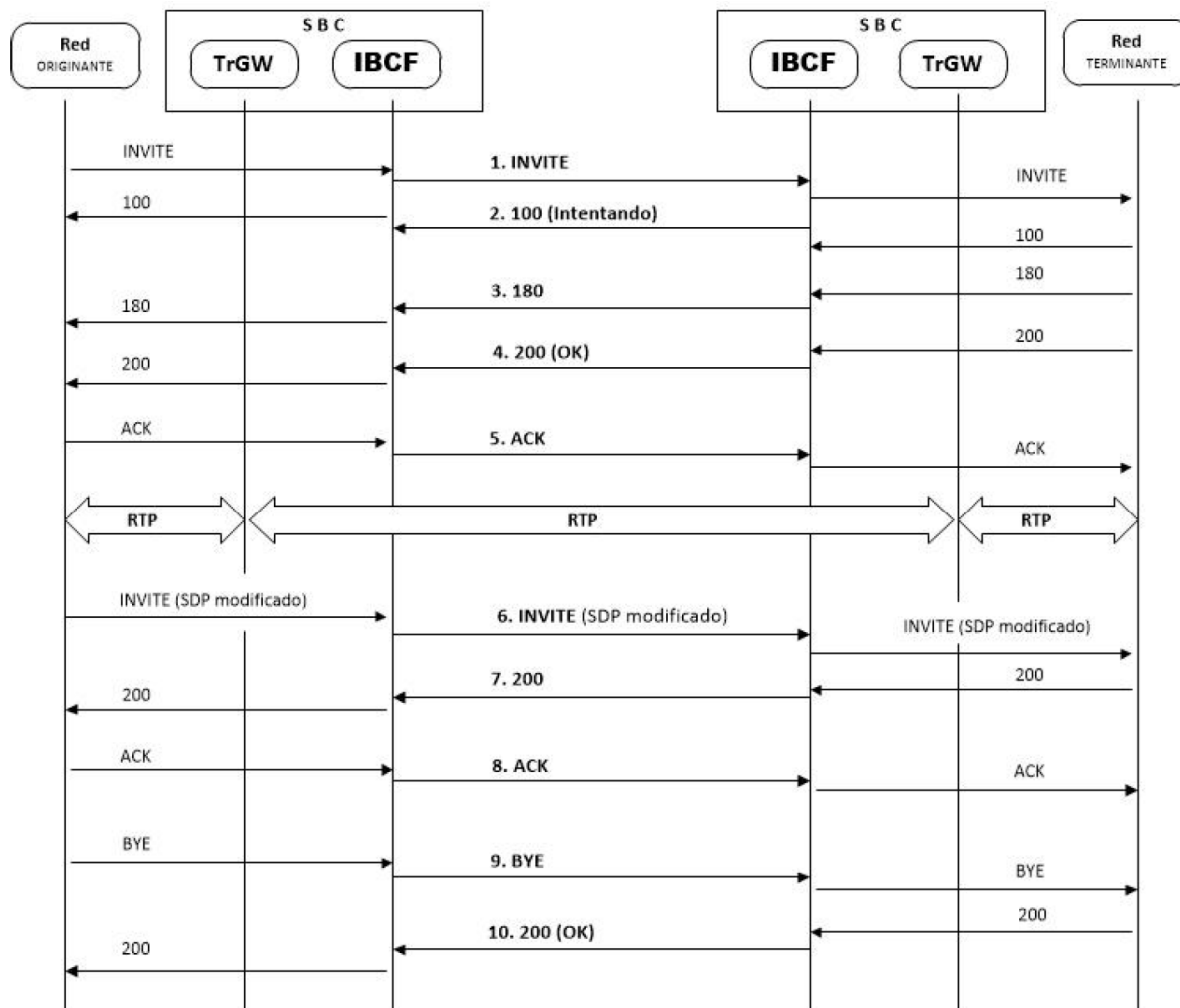 S B C
S B C
Red
ORIGINANTE
TrGW
IBCF
IBCF
TrGW
Red
TERMINANTE
INVITE
1. INVITE
INVITE
100
2. 100 (Intentando)
100
180
3. 180
180
200
4. 200 (OK)
200
ACK
5. ACK
ACK
RTP
RTP
RTP
INVITE (SDP modificado)
6. INVITE (SDP modificado)
INVITE (SDP modificado)
200
7. 200
200
ACK
8. ACK
ACK
BYE
9. BYE
BYE
200
10. 200 (OK)
200